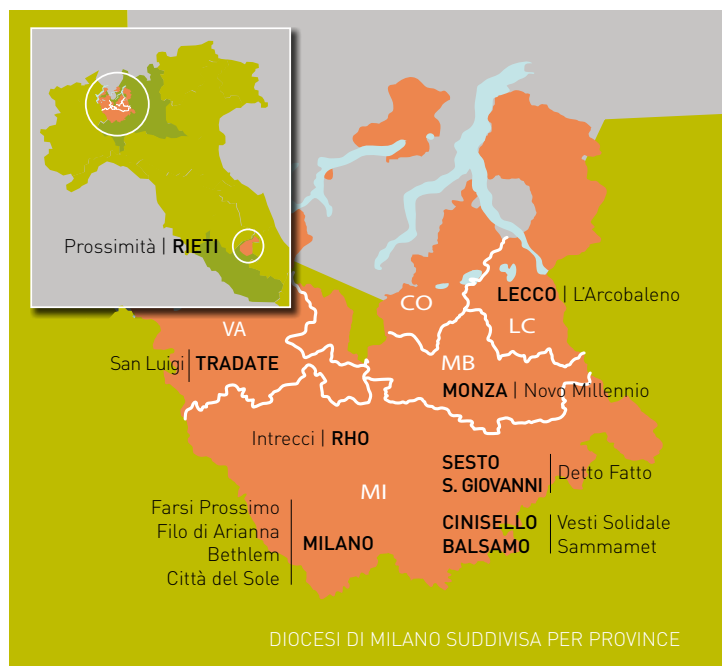 Prossimità | RIETI
CO
LECCO | L'Arcobaleno
LC
VA
MB
San Luigi | TRADATE
MONZA | Novo Millennio
Intrecci | RHO
SESTO
S. GIOVANNI | Detto Fatto
MI
Farsi Prossimo
Filo di Arianna
Bethlem
Città del Sole
MILANO
CINISELLO
BALSAMO
Vesti Solidale
Sammamet
DIOCESI DI MILANO SUDDIVISA PER PROVINCE